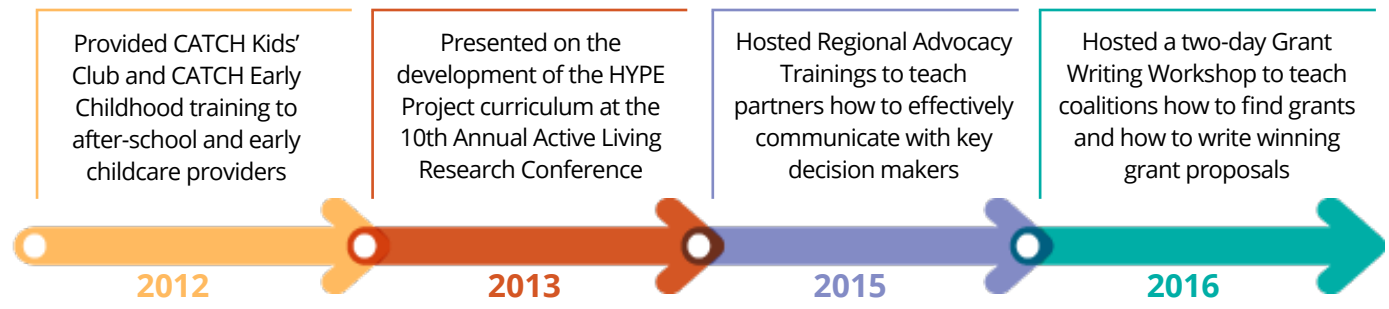 Provided CATCH Kids’
Club and CATCH Early
Childhood training to
after-school and early
childcare providers
Presented on the
development of the HYPE
Project curriculum at the
10th Annual Active Living
Research Conference
Hosted Regional Advocacy
Trainings to teach
partners how to effectively
communicate with key
decision makers
Hosted a two-day Grant
Writing Workshop to teach
coalitions how to find grants
and how to write winning
grant proposals
2012
2013
2015
2016